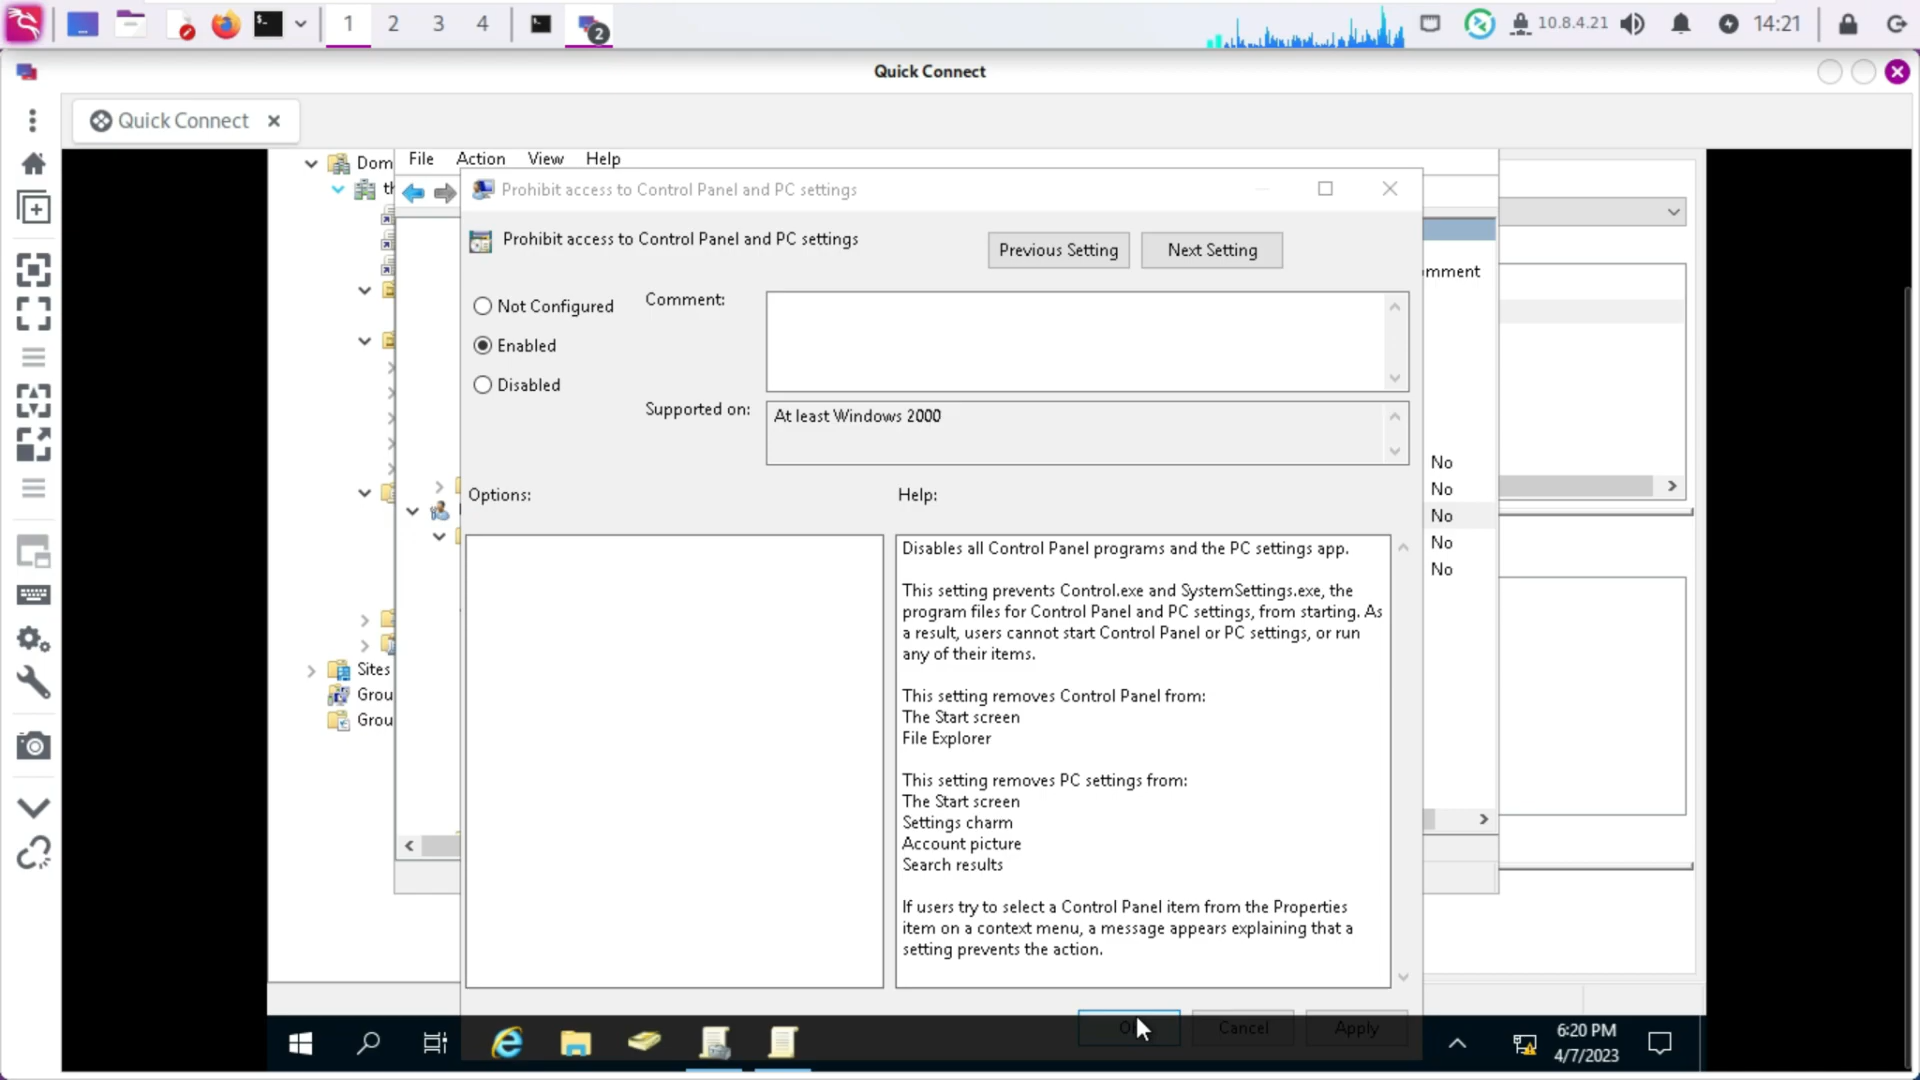 1
2
3
4
2
10.8.4.21
14:21
Quick Connect
Quick Connect
Dom
File Action View Help
Prohibit access to Control Panel and PC settings
Prohibit access to Control Panel and PC settings
Previous Setting
Next Setting
mment
Not Configured
Comment:
Enabled
Disabled
Supported on:
At least Windows 2000
No
No
No
No
No
Options:
Help:
Disables all Control Panel programs and the PC settings app.
This setting prevents Control.exe and SystemSettings.exe, the
program files for Control Panel and PC settings, from starting. As
a result, users cannot start Control Panel or PC settings, or run
any of their items.
This setting removes Control Panel from:
The Start screen
File Explorer
This setting removes PC settings from:
The Start screen
Settings charm
Account picture
Search results
If users try to select a Control Panel item from the Properties
item on a context menu, a message appears explaining that a
setting prevents the action.
Sites
Grou
Grou
Cancel
Apply
6:20 PM
4/7/2023